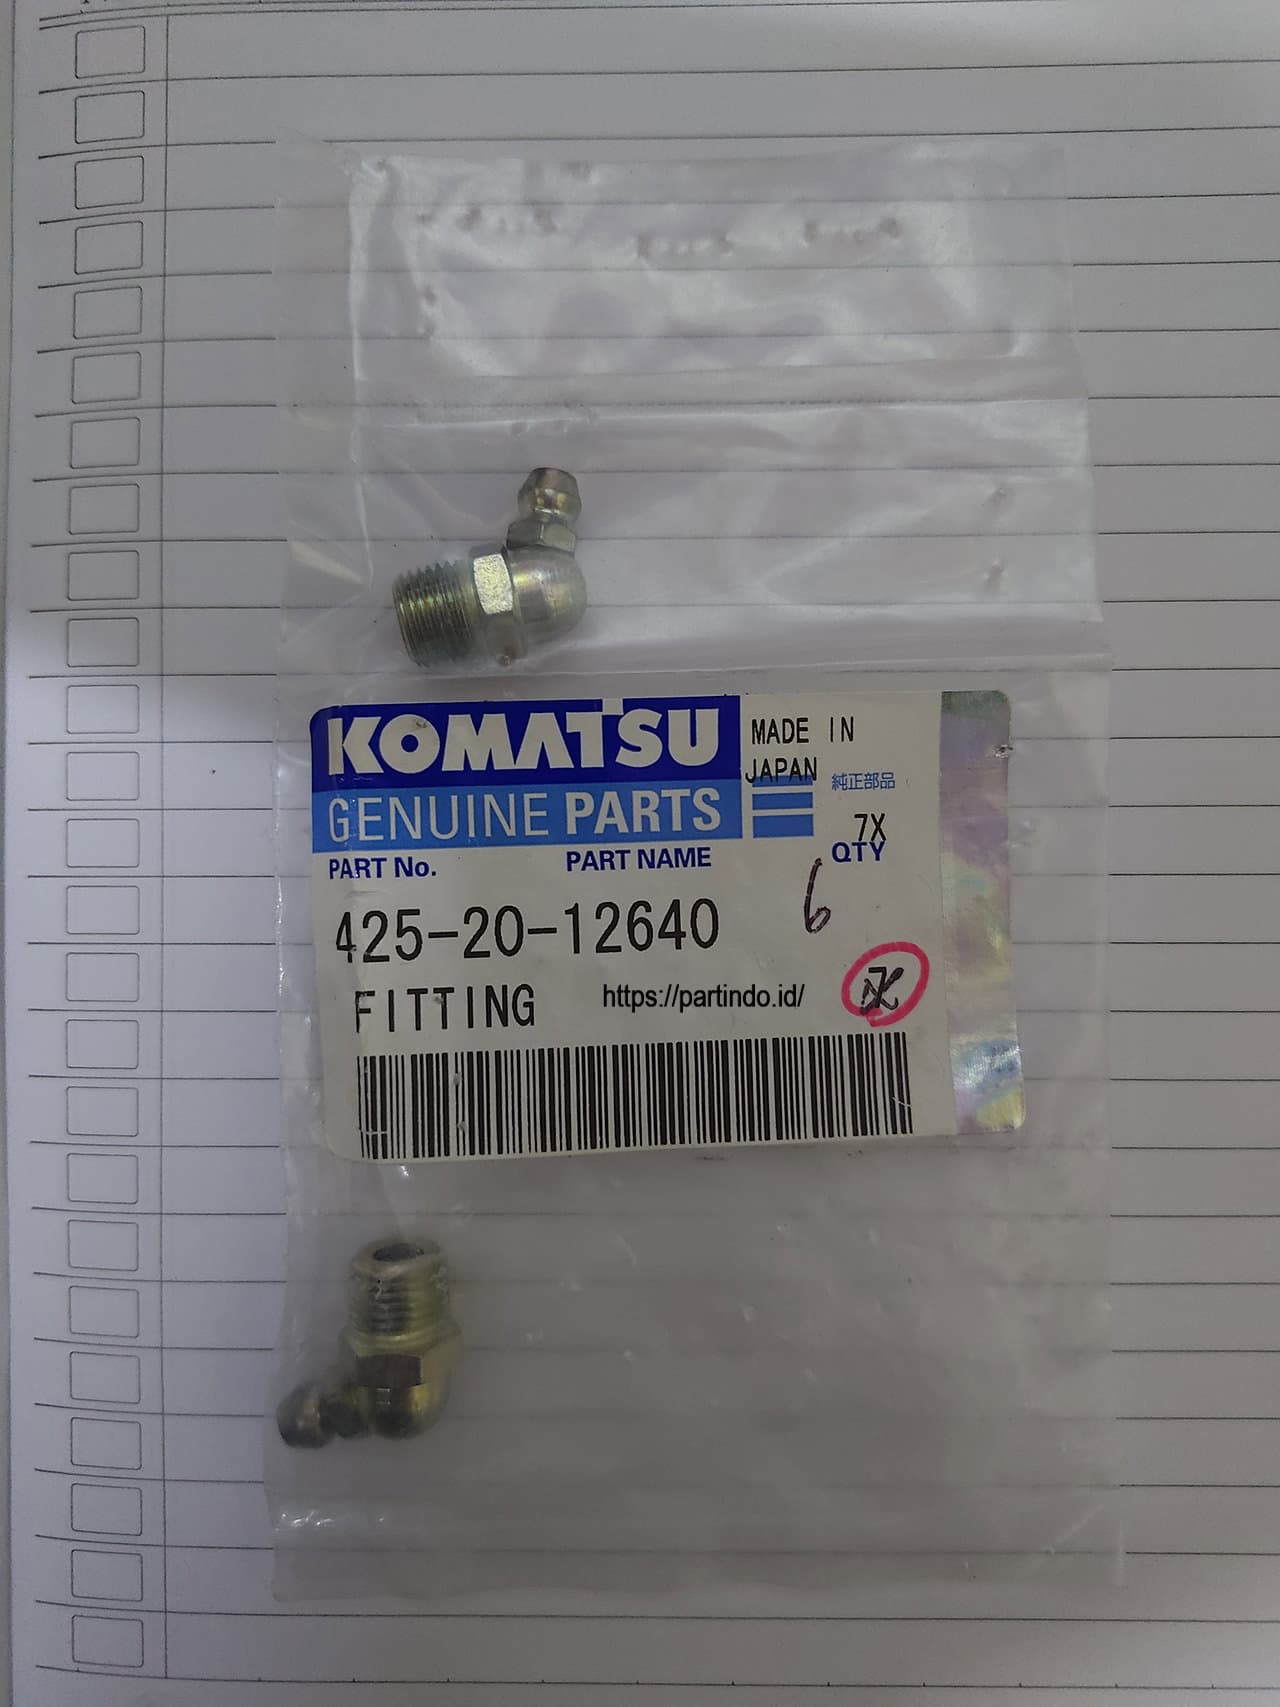 KOMATSU
GENUINE PARTS
MADE IN
JAPAN
純正部品
7X
QTY
PART No.
PART NAME
6
425-20-12640
FITTING
https://partindo.id/